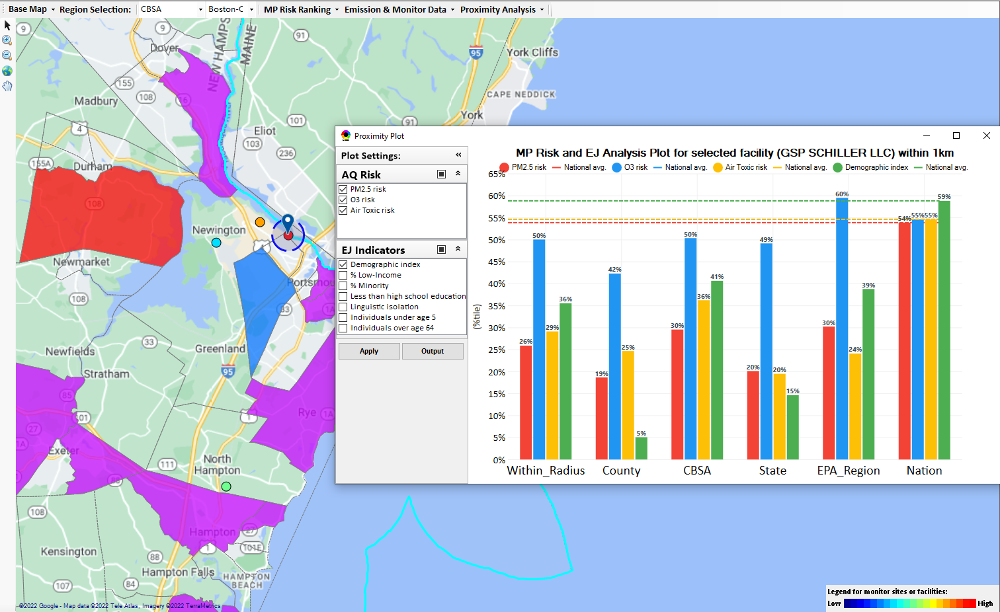 Base Map Region Selection: CBSA Boston-C MP Risk Ranking Emission & Monitor Data Proximity Analysis
9
9
91
95
Dover
NEW HAMPS
MAINE
York Cliffs
155
108
16
CAPE NEDDICK
Madbury
York
101
91
4
Eliot
103
236
155A
Durham
108
Newington
4
Newmarket
Portsmou
108
33
1A
33
Greenland
Newfields
95
Stratham
85
101
1
Rye
1A
27
1A
Exeter
111
North
Hampton
88
108
Hampton
27
1
101E
Kensington
88
Hampton Falls
HAMPTON
BEACH
107
84
©2022 Google - Map data ©2022 Tele Atlas, Imagery ©2022 TerraMetrics
Proximity Plot
Plot Settings:
AQ Risk
PM2.5 risk
O3 risk
Air Toxic risk
EJ Indicators
Demographic index
% Low-Income
% Minority
Less than high school education
Linguistic isolation
Individuals under age 5
Individuals over age 64
Apply Output
MP Risk and EJ Analysis Plot for selected facility (GSP SCHILLER LLC) within 1km
PM2.5 risk National avg. O3 risk National avg. Air Toxic risk National avg. Demographic index National avg.
65%
60%
55%
50%
45%
40%
35%
30%
25%
20%
15%
10%
5%
0%
(%tile)
26% 50% 29% 36%
19% 42% 25% 5%
30% 50% 36% 41%
20% 49% 20% 15%
30% 60% 24% 39%
54% 55% 55% 59%
Within_Radius County CBSA State EPA_Region Nation
Legend for monitor sites or facilities:
Low High